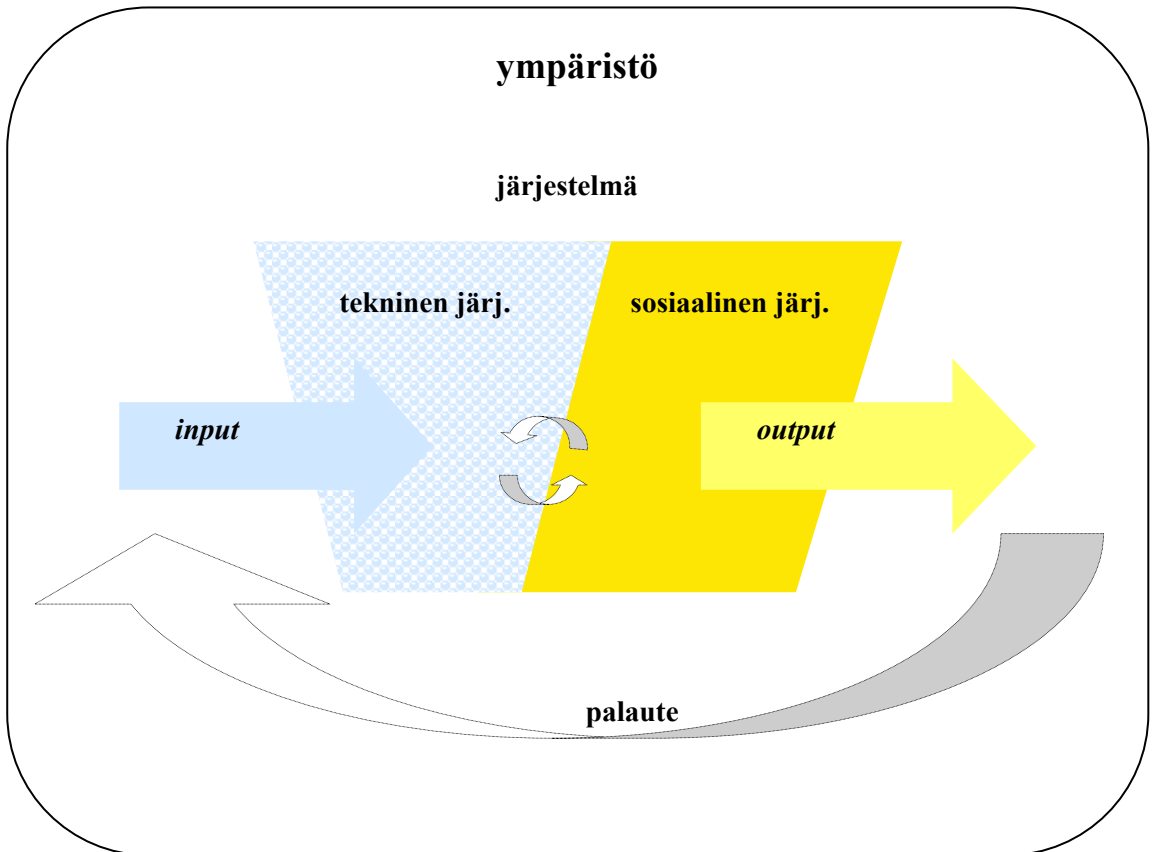 ympäristö
järjestelmä
tekninen järj.
sosiaalinen järj.
input
output
palaute